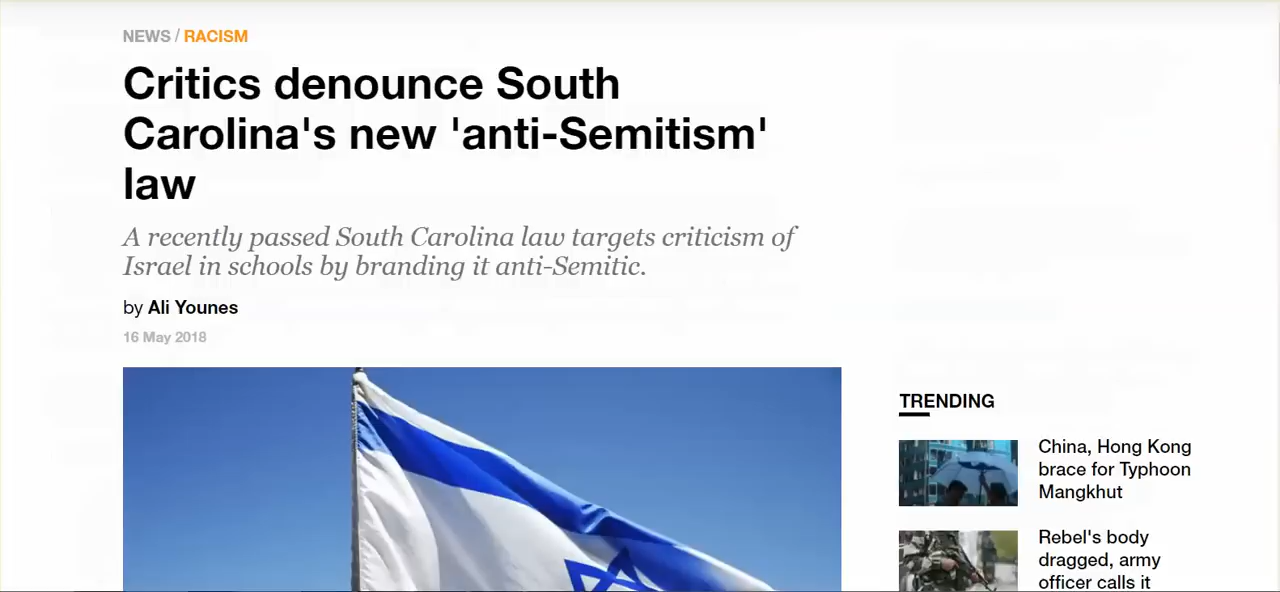 NEWS / RACISM
Critics denounce South
Carolina's new 'anti-Semitism'
law
A recently passed South Carolina law targets criticism of
Israel in schools by branding it anti-Semitic.
by Ali Younes
16 May 2018
TRENDING
China, Hong Kong
brace for Typhoon
Mangkhut
Rebel's body
dragged, army
officer calls it